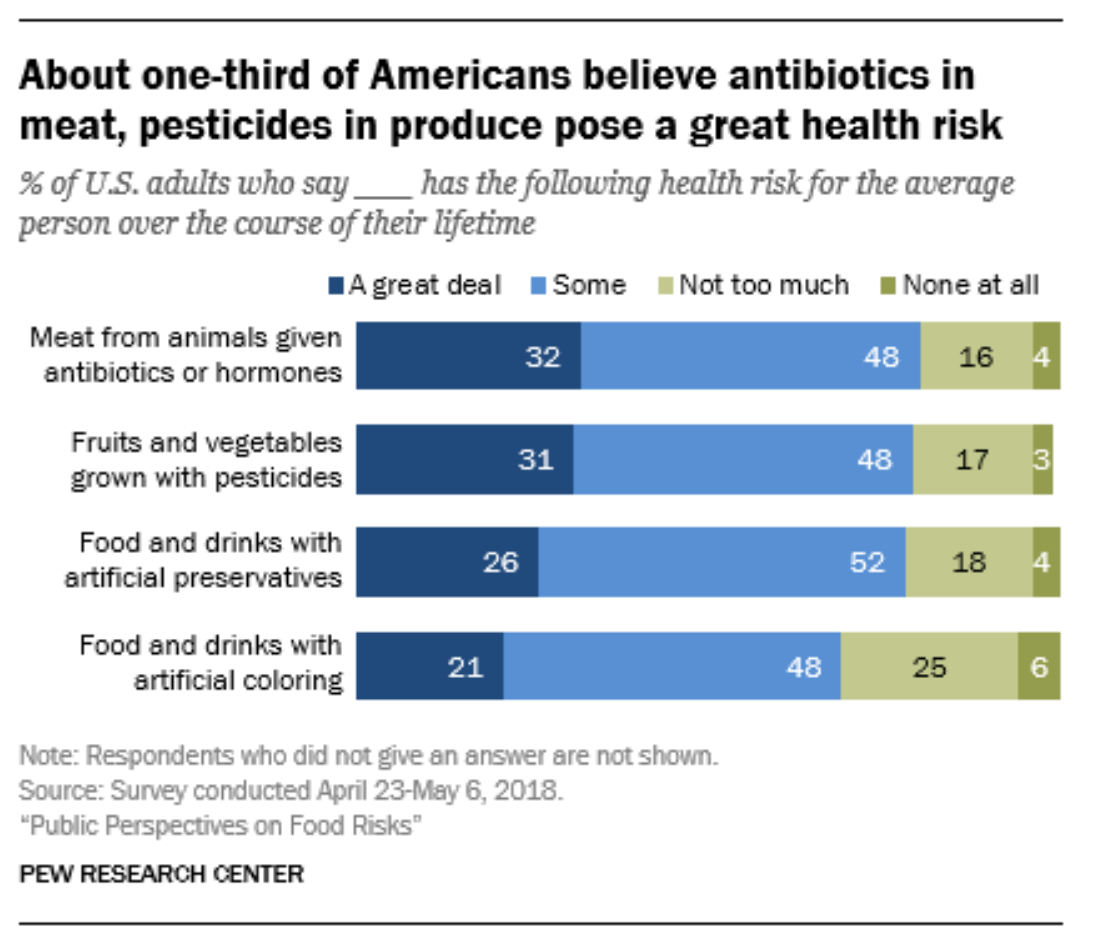 About one-third of Americans believe antibiotics in
meat, pesticides in produce pose a great health risk
% of U.S. adults who say ____ has the following health risk for the average
person over the course of their lifetime
A great deal Some Not too much None at all
Meat from animals given
antibiotics or hormones
32 48 16 4
Fruits and vegetables
grown with pesticides
31 48 17 3
Food and drinks with
artificial preservatives
26 52 18 4
Food and drinks with
artificial coloring
21 48 25 6
Note: Respondents who did not give an answer are not shown.
Source: Survey conducted April 23-May 6, 2018.
“Public Perspectives on Food Risks”
PEW RESEARCH CENTER